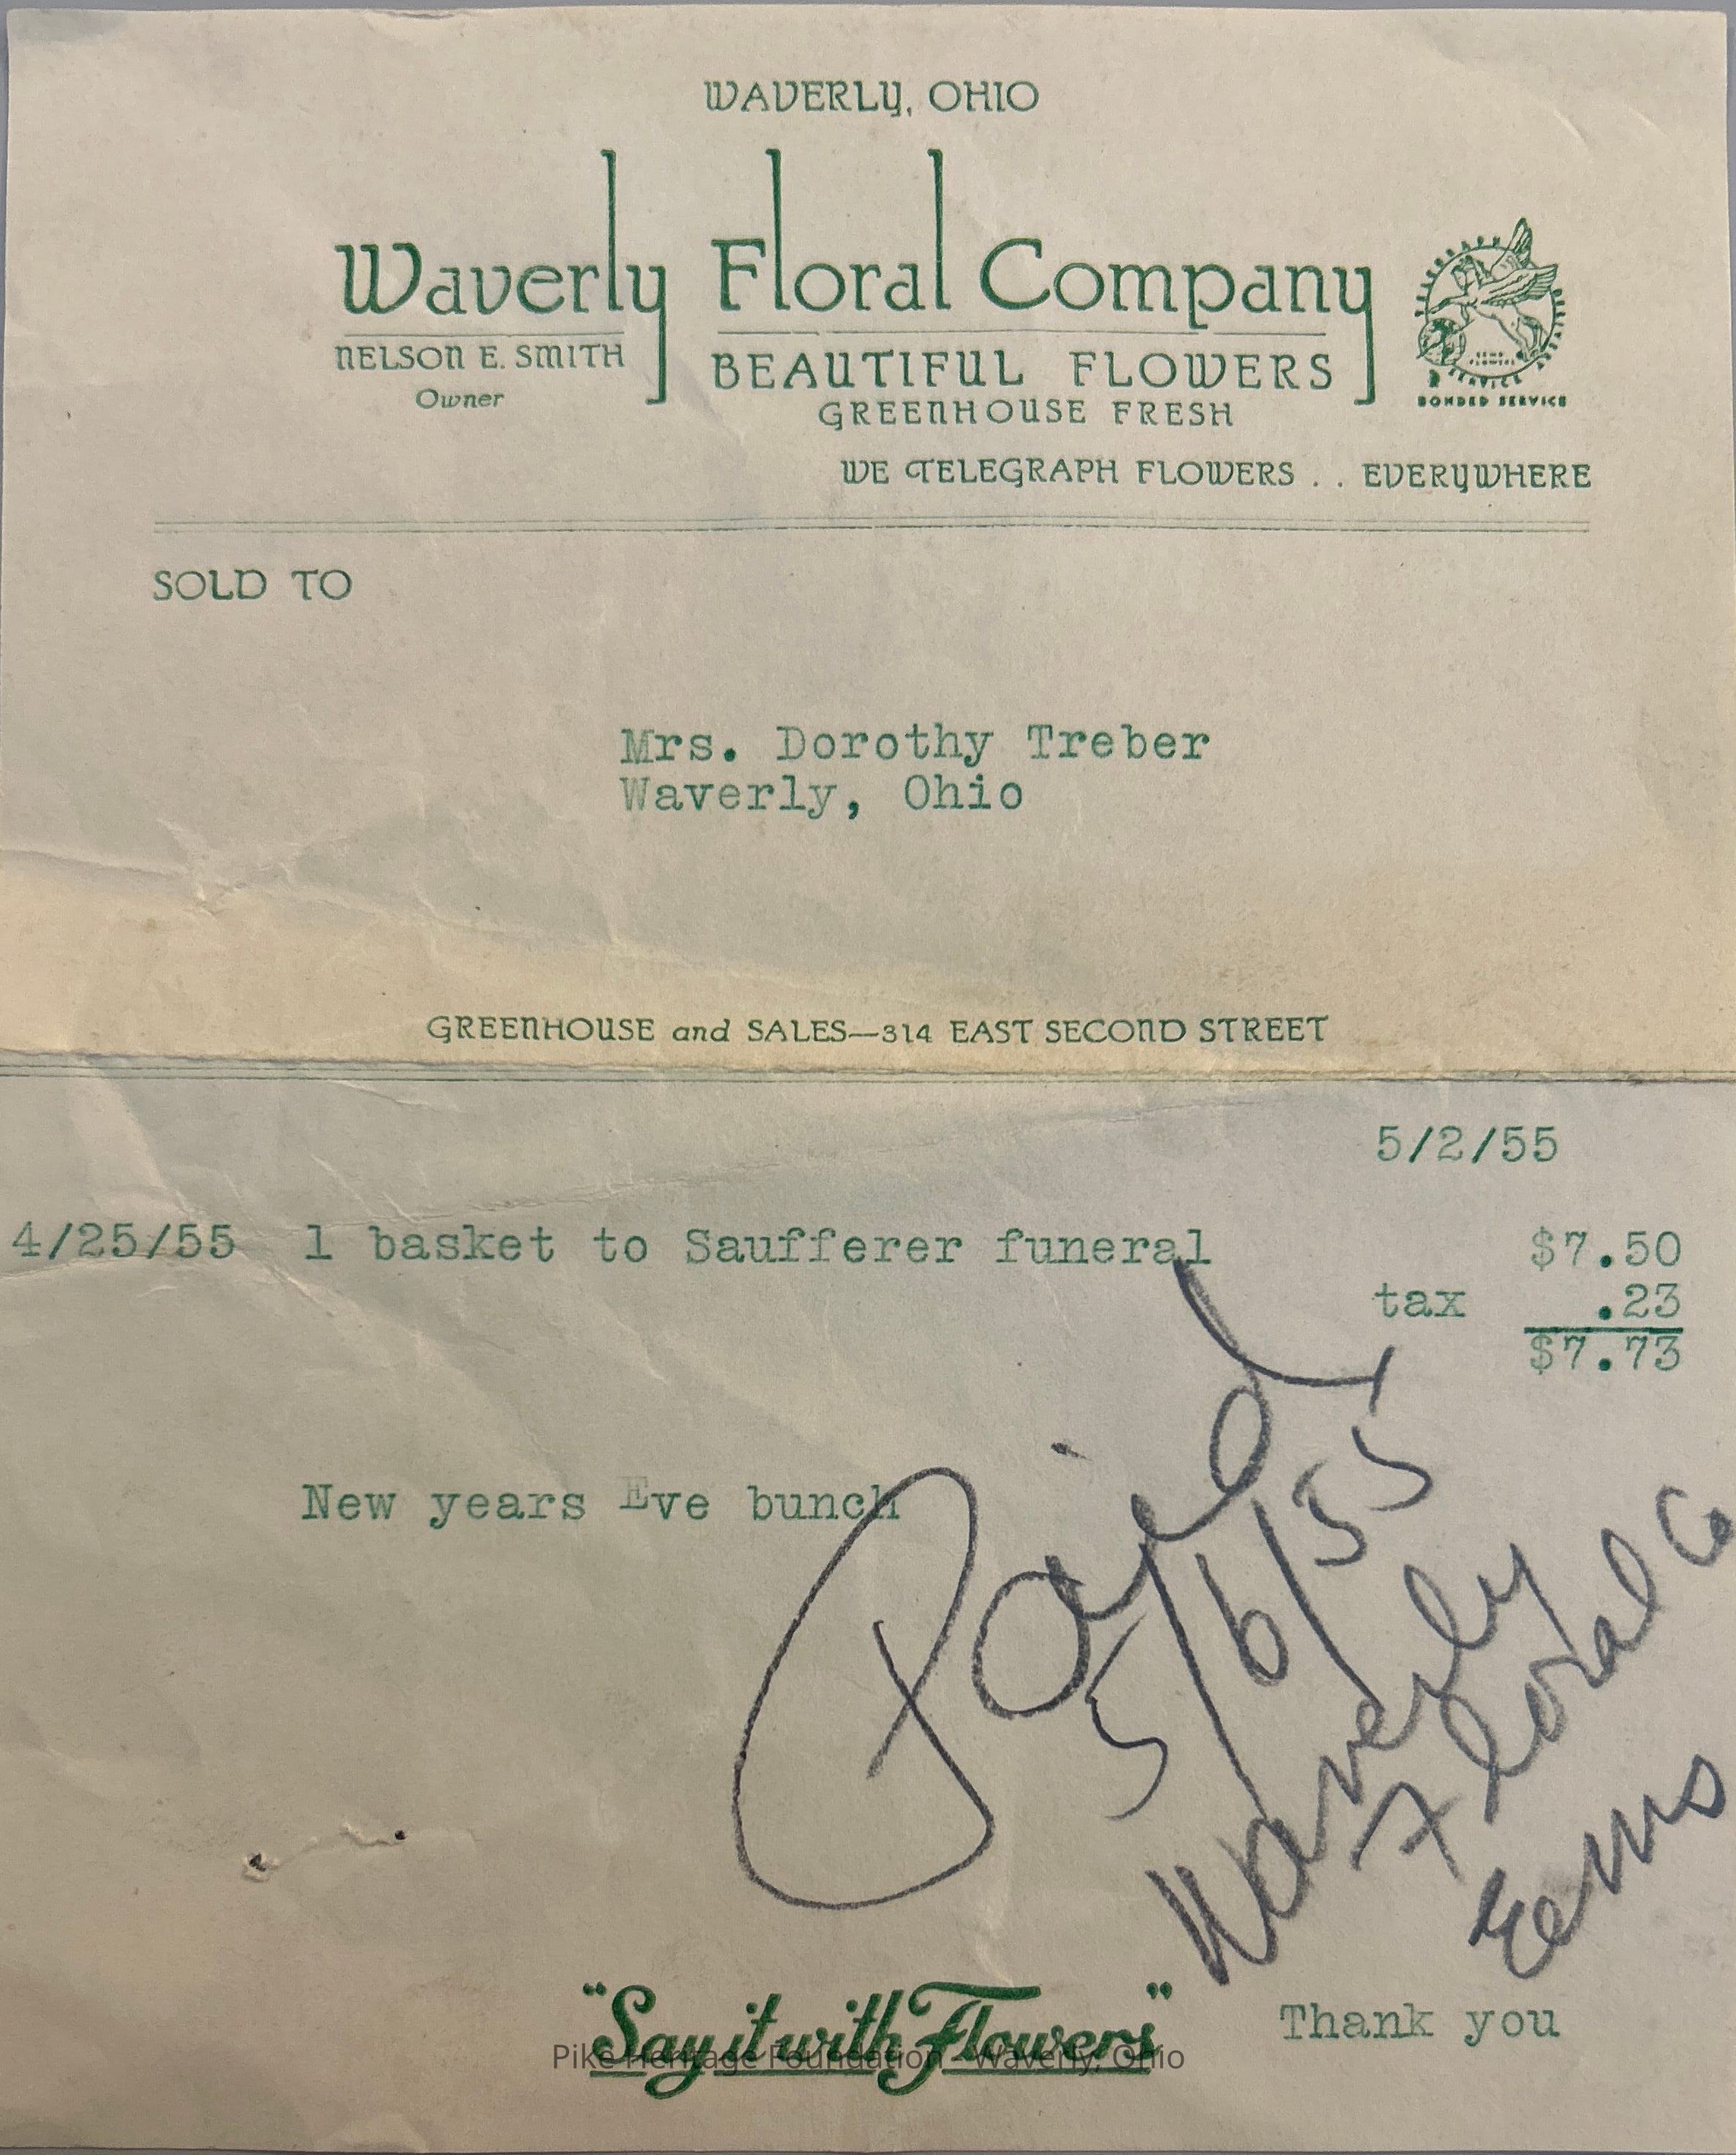 WAVERLY, OHIO
Waverly Floral Company
NELSON E. SMITH
Owner
BEAUTIFUL FLOWERS
GREENHOUSE FRESH
BONDED SERVICE
WE TELEGRAPH FLOWERS . . EVERYWHERE
SOLD TO
Mrs. Dorothy Treber
Waverly, Ohio
GREENHOUSE and SALES—314 EAST SECOND STREET
5/2/55
4/25/55 1 basket to Saufferer funeral $7.50
tax .23
$7.73
New years Eve bunch
Paid
5/6/55
Waverly
Floral Co
"Say it with Flowers"
Thank you
Pike Heritage Foundation - Waverly, Ohio